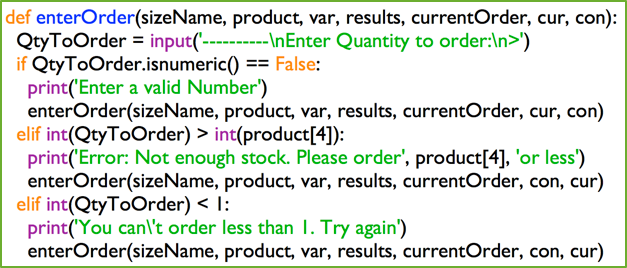 def enterOrder(sizeName, product, var, results, currentOrder, cur, con):
QtyToOrder = input('----------\nEnter Quantity to order:\n>')
if QtyToOrder.isnumeric() == False:
print('Enter a valid Number')
enterOrder(sizeName, product, var, results, currentOrder, cur, con)
elif int(QtyToOrder) > int(product[4]):
print('Error: Not enough stock. Please order', product[4], 'or less')
enterOrder(sizeName, product, var, results, currentOrder, con, cur)
elif int(QtyToOrder) < 1:
print('You can\'t order less than 1. Try again')
enterOrder(sizeName, product, var, results, currentOrder, con, cur)